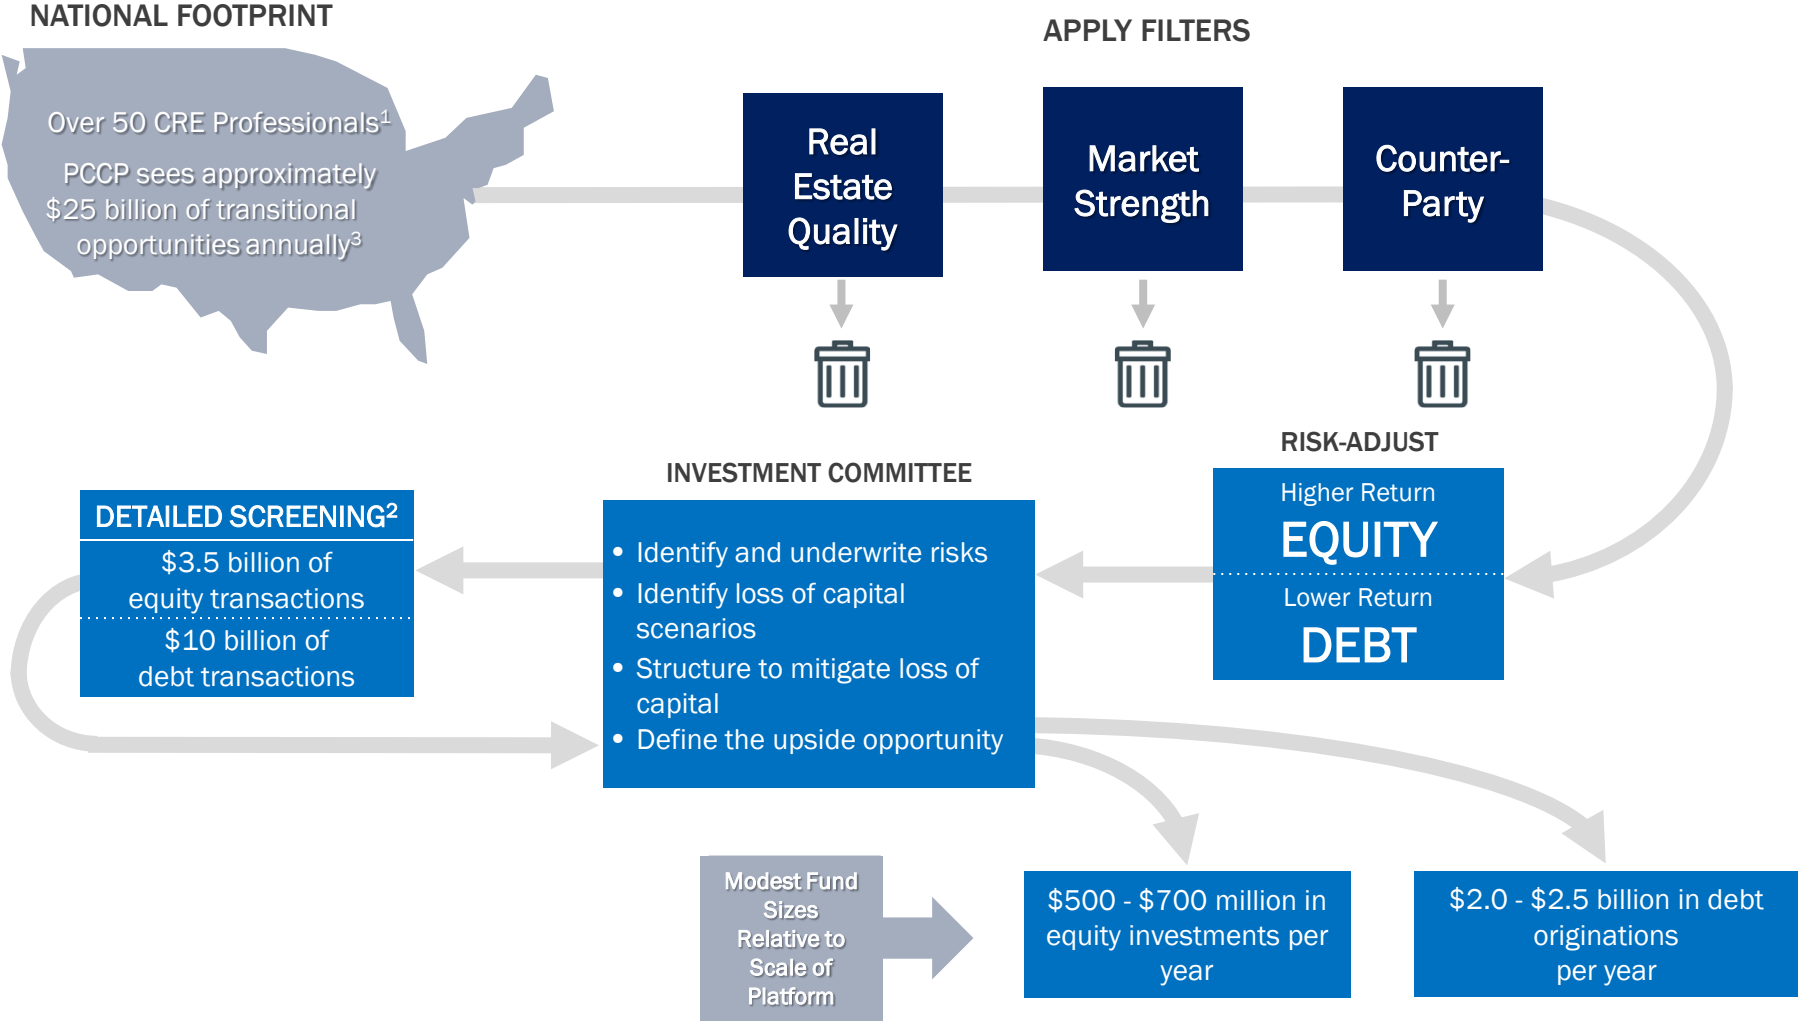 NATIONAL FOOTPRINT
Over 50 CRE Professionals¹
PCCP sees approximately
$25 billion of transitional
opportunities annually³
APPLY FILTERS
Real
Estate
Quality
Market
Strength
Counter-
Party
RISK-ADJUST
Higher Return
EQUITY
Lower Return
DEBT
INVESTMENT COMMITTEE
• Identify and underwrite risks
• Identify loss of capital
scenarios
• Structure to mitigate loss of
capital
• Define the upside opportunity
DETAILED SCREENING²
$3.5 billion of
equity transactions
$10 billion of
debt transactions
Modest Fund
Sizes
Relative to
Scale of
Platform
$500 - $700 million in
equity investments per
year
$2.0 - $2.5 billion in debt
originations
per year